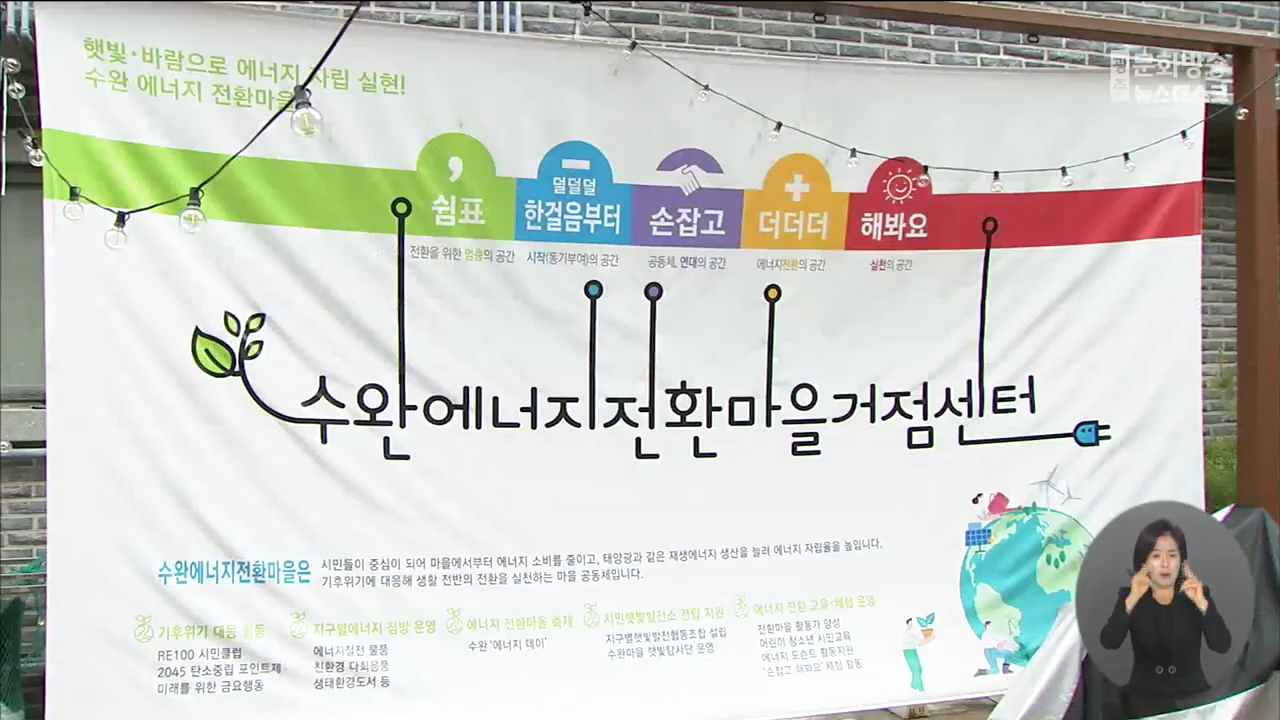 햇빛·바람으로 에너지 자립 실현!
수완 에너지 전환마을
광주 문화방송
뉴스데스크
쉼표
덜덜덜
한걸음부터
손잡고
더더더
해봐요
전환을 위한 멈춤의 공간
시작(동기부여)의 공간
공동체, 연대의 공간
에너지전환의 공간
실천의 공간
수완에너지전환마을거점센터
수완에너지전환마을은
시민들이 중심이 되어 마을에서부터 에너지 소비를 줄이고, 태양광과 같은 재생에너지 생산을 늘려 에너지 자립율을 높입니다.
기후위기에 대응해 생활 전반의 전환을 실천하는 마을 공동체입니다.
기후위기 대응 활동
RE100 시민클럽
2045 탄소중립 포인트제
미래를 위한 금요행동
지구별에너지 점방 운영
에너지절전 물품
친환경 다회용품
생태환경도서 등
에너지 전환마을 축제
수완 '에너지 데이'
시민햇빛발전소 건립 지원
지구별햇빛발전협동조합 설립
수완마을 햇빛탐사단 운영
에너지 전환 교육·체험 운영
전환마을 활동가 양성
어린이 청소년 시민교육
에너지 도슨트 활동지원
'손잡고 해봐요' 체험 활동